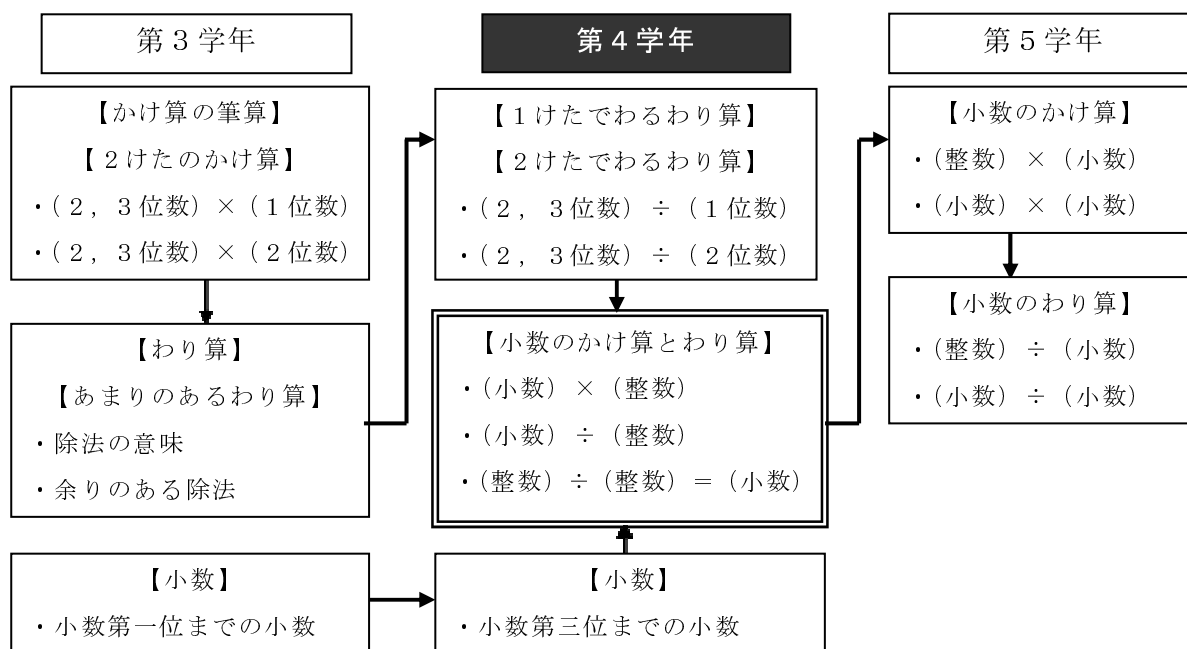 第３学年
【かけ算の筆算】
【２けたのかけ算】
・(２，３位数）×（１位数）
・(２，３位数）×（２位数）
【わり算】
【あまりのあるわり算】
・除法の意味
・余りのある除法
【小数】
・小数第一位までの小数
第４学年
【１けたでわるわり算】
【２けたでわるわり算】
・(２，３位数）÷（１位数）
・(２，３位数）÷（２位数）
【小数のかけ算とわり算】
・(小数）×（整数）
・(小数）÷（整数）
・(整数）÷（整数）＝（小数）
【小数】
・小数第三位までの小数
第５学年
【小数のかけ算】
・(整数）×（小数）
・(小数）×（小数）
【小数のわり算】
・(整数）÷（小数）
・(小数）÷（小数）